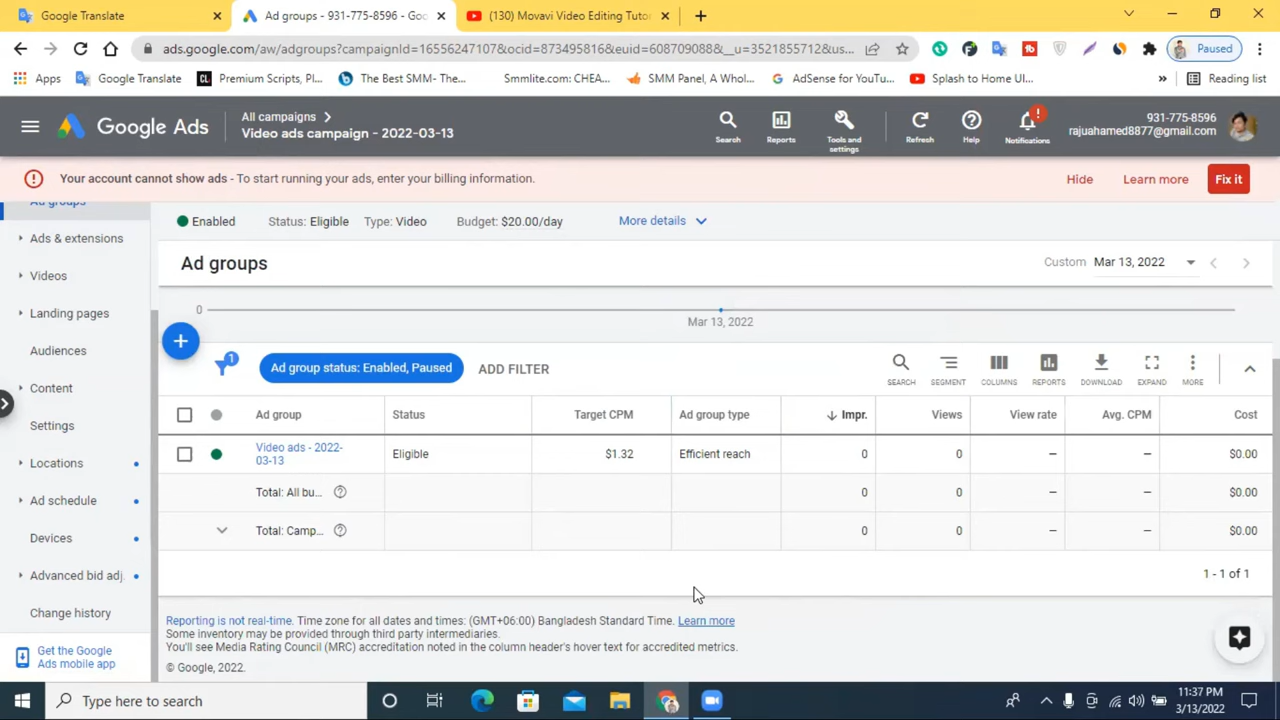 Google Translate
Ad groups - 931-775-8596 - Goo
(130) Movavi Video Editing Tutor
ads.google.com/aw/adgroups?campaignId=16556247107&ocid=873495816&euid=608709088&__u=3521855712&us...
Paused
Apps
Google Translate
Premium Scripts, Pl...
The Best SMM- The...
Smmlite.com: CHEA...
SMM Panel, A Whol...
AdSense for YouTu...
Splash to Home UI...
»
Reading list
Google Ads
All campaigns
Video ads campaign - 2022-03-13
Search
Reports
Tools and
settings
Refresh
Help
Notifications
931-775-8596
rajuahamed8877@gmail.com
Your account cannot show ads - To start running your ads, enter your billing information.
Hide
Learn more
Fix it
Ad groups
Ads & extensions
Videos
Landing pages
Audiences
Content
Settings
Locations
Ad schedule
Devices
Advanced bid adj.
Change history
Get the Google
Ads mobile app
Enabled
Status: Eligible
Type: Video
Budget: $20.00/day
More details
Ad groups
Custom
Mar 13, 2022
0
Mar 13, 2022
1
Ad group status: Enabled, Paused
ADD FILTER
SEARCH
SEGMENT
COLUMNS
REPORTS
DOWNLOAD
EXPAND
MORE
Ad group
Status
Target CPM
Ad group type
Impr.
Views
View rate
Avg. CPM
Cost
Video ads - 2022-
03-13
Eligible
$1.32
Efficient reach
0
0
–
–
$0.00
Total: All bu...
0
0
–
–
$0.00
Total: Camp...
0
0
–
–
$0.00
1 - 1 of 1
Reporting is not real-time. Time zone for all dates and times: (GMT+06:00) Bangladesh Standard Time. Learn more
Some inventory may be provided through third party intermediaries.
You'll see Media Rating Council (MRC) accreditation noted in the column header's hover text for accredited metrics.
© Google, 2022.
Type here to search
11:37 PM
3/13/2022